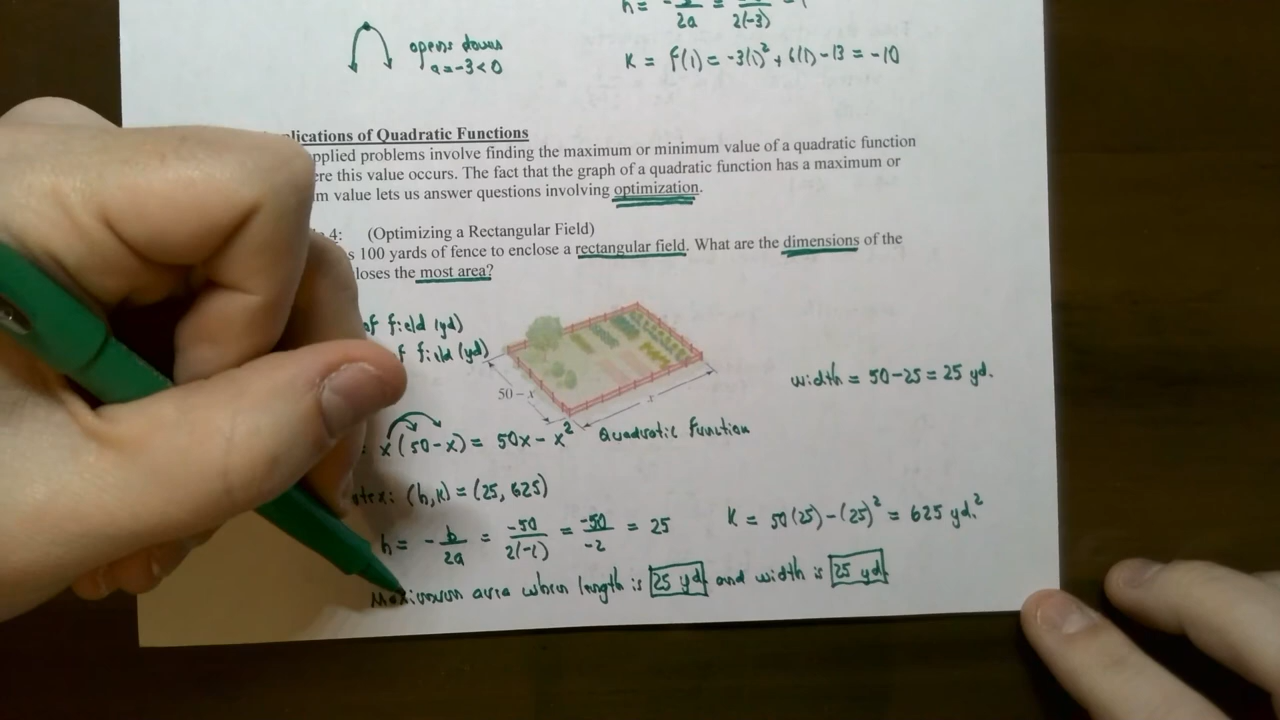 2a 2(-3)
opens down
a=-3<0
K = f(1) = -3(1)² + 6(1) - 13 = -10
lications of Quadratic Functions
pplied problems involve finding the maximum or minimum value of a quadratic function
ere this value occurs. The fact that the graph of a quadratic function has a maximum or
m value lets us answer questions involving optimization.
4: (Optimizing a Rectangular Field)
s 100 yards of fence to enclose a rectangular field. What are the dimensions of the
loses the most area?
of field (yd)
f field (yd)
50 - x
x
width = 50-25 = 25 yd.
x(50-x) = 50x - x² Quadratic Function
rtex: (h,k) = (25, 625)
h = - b/2a = -50/2(-1) = -50/-2 = 25
K = 50(25) - (25)² = 625 yd.²
Maximum area when length is 25 yd. and width is 25 yd.